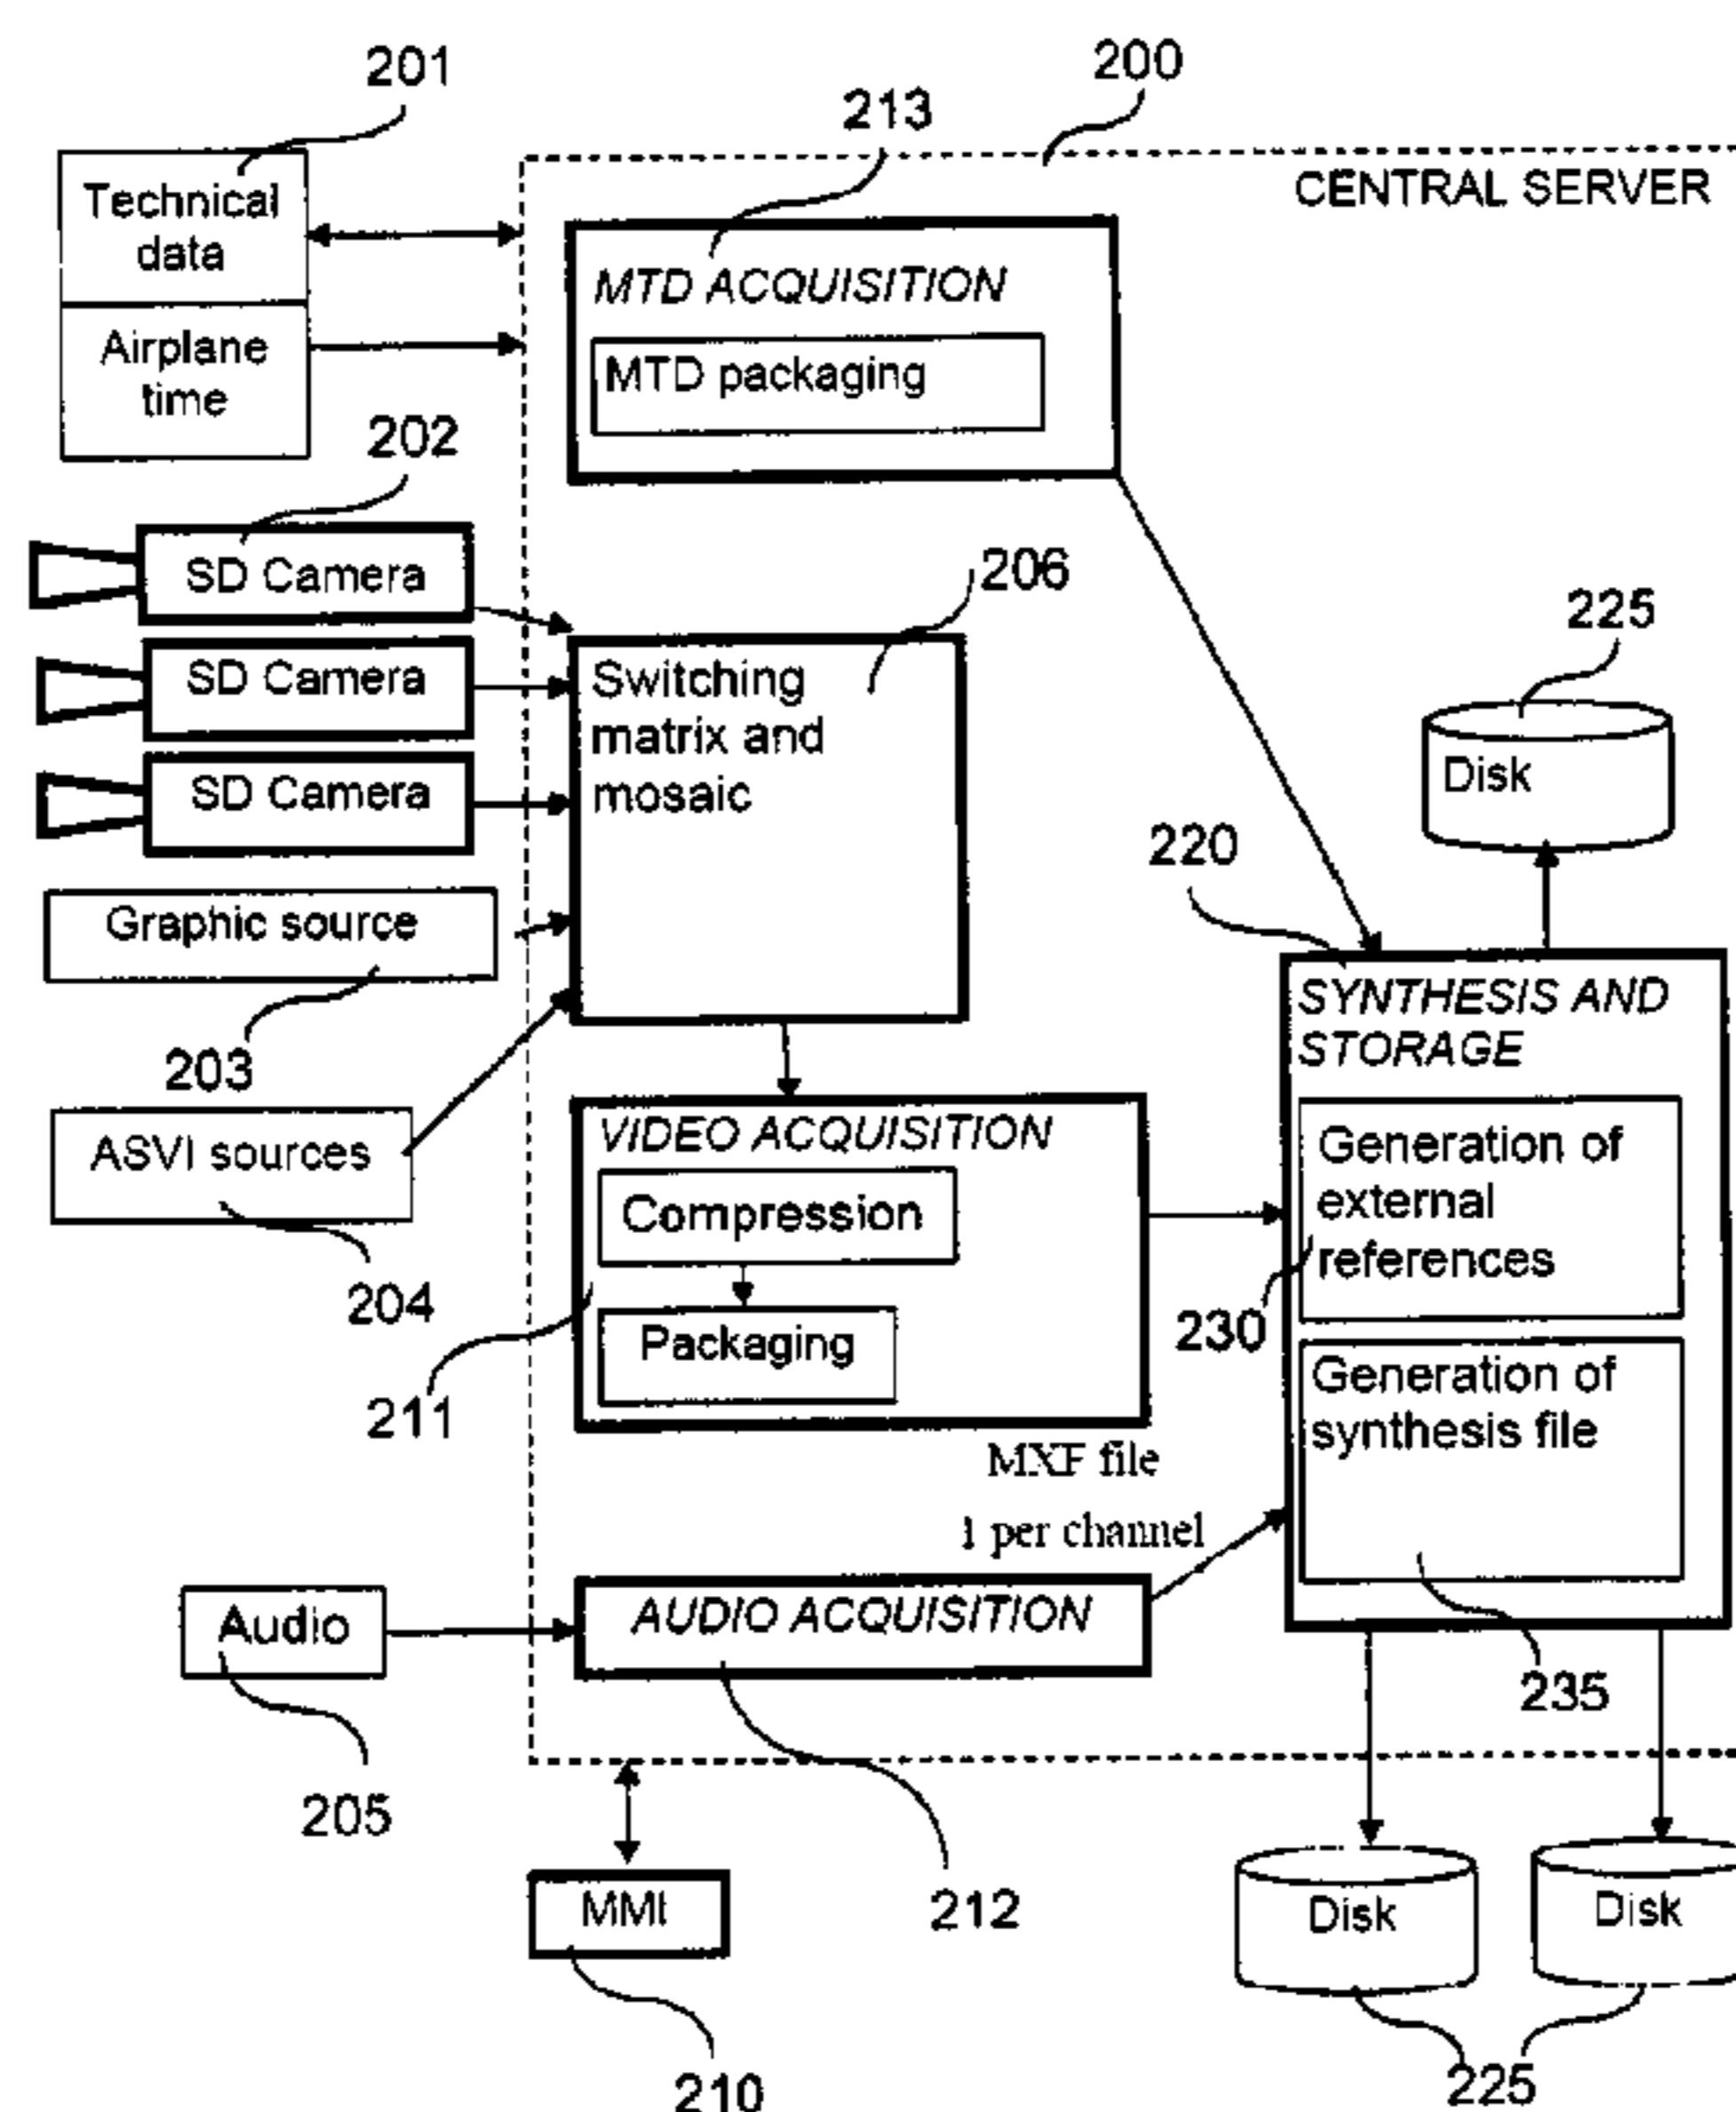 201
200
213
CENTRAL SERVER
Technical
data
Airplane
time
MTD ACQUISITION
MTD packaging
202
SD Camera
SD Camera
SD Camera
206
Switching
matrix and
mosaic
225
Disk
Graphic source
203
220
SYNTHESIS AND
STORAGE
ASVI sources
204
VIDEO ACQUISITION
Compression
Packaging
211
Generation of
external
references
230
Generation of
synthesis file
MXF file
1 per channel
Audio
205
AUDIO ACQUISITION
235
MMI
210
212
Disk
Disk
225